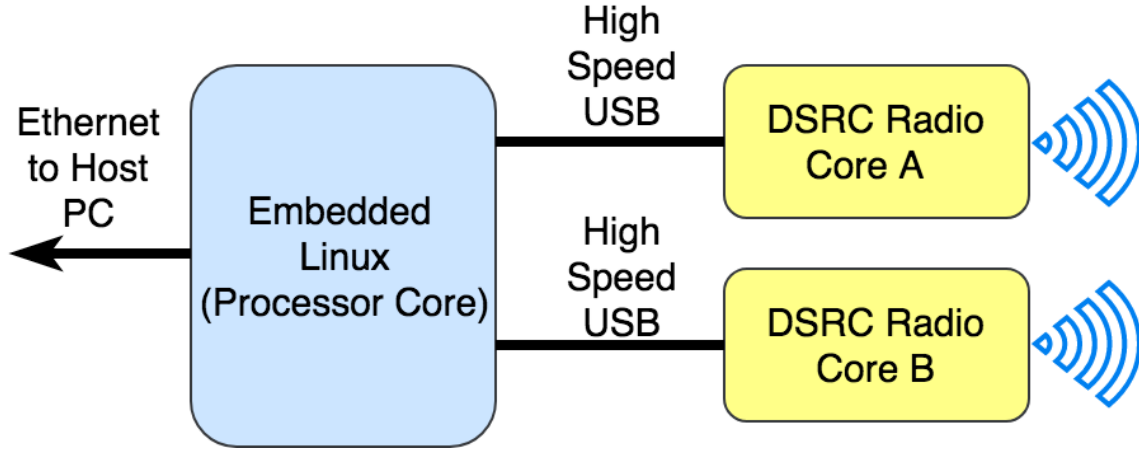 Ethernet
to Host
PC
Embedded
Linux
(Processor Core)
High
Speed
USB
DSRC Radio
Core A
High
Speed
USB
DSRC Radio
Core B